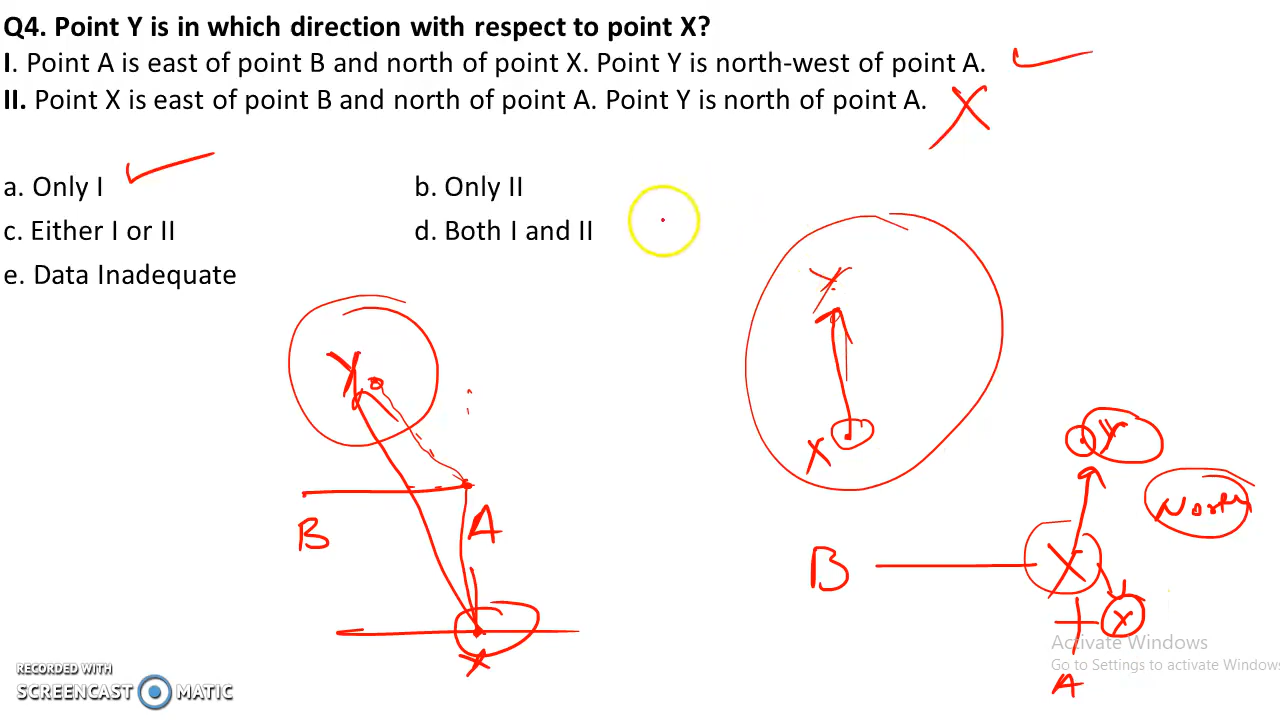 Q4. Point Y is in which direction with respect to point X?
I. Point A is east of point B and north of point X. Point Y is north-west of point A.
II. Point X is east of point B and north of point A. Point Y is north of point A.
X
a. Only I
b. Only II
c. Either I or II
d. Both I and II
e. Data Inadequate
Y
Y
X
Y
North
B
A
B
X
Y
X
A
Activate Windows
Go to Settings to activate Windows
RECORDED WITH
SCREENCAST MATIC